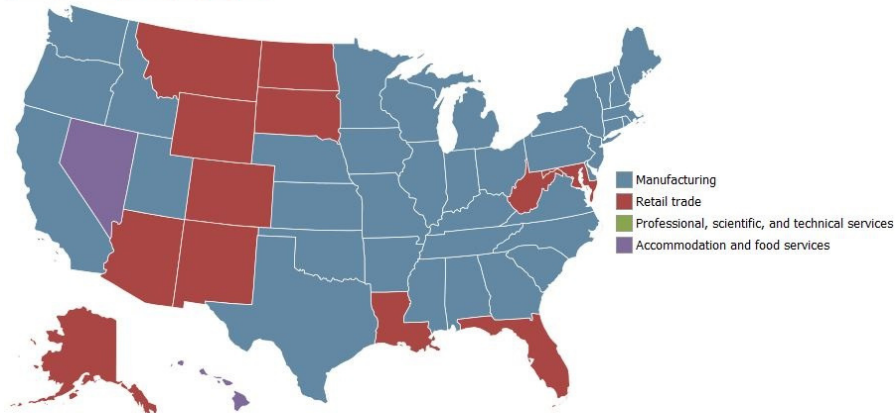 Manufacturing
Retail trade
Professional, scientific, and technical services
Accommodation and food services